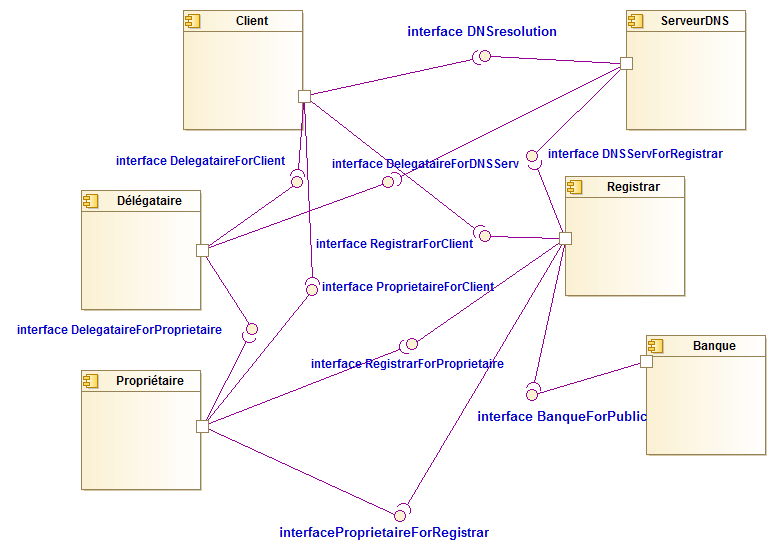 Client
ServeurDNS
interface DNSresolution
interface DelegataireForClient
interface DelegataireForDNSServ
interface DNSServForRegistrar
Délégataire
Registrar
interface RegistrarForClient
interface ProprietaireForClient
interface DelegataireForProprietaire
Banque
interface RegistrarForProprietaire
Propriétaire
interface BanqueForPublic
interfaceProprietaireForRegistrar